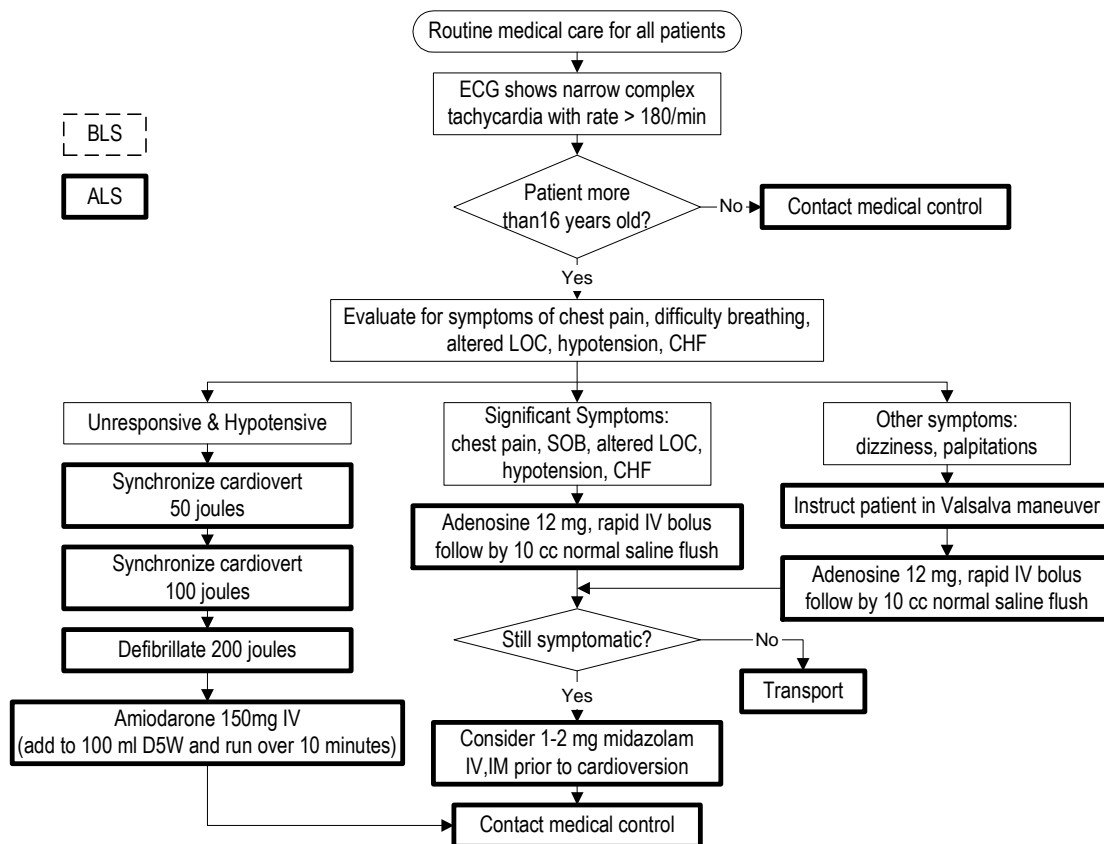 Routine medical care for all patients
ECG shows narrow complex
tachycardia with rate > 180/min
BLS
ALS
Patient more
than16 years old?
No
Contact medical control
Yes
Evaluate for symptoms of chest pain, difficulty breathing,
altered LOC, hypotension, CHF
Unresponsive & Hypotensive
Synchronize cardiovert
50 joules
Synchronize cardiovert
100 joules
Defibrillate 200 joules
Amiodarone 150mg IV
(add to 100 ml D5W and run over 10 minutes)
Significant Symptoms:
chest pain, SOB, altered LOC,
hypotension, CHF
Adenosine 12 mg, rapid IV bolus
follow by 10 cc normal saline flush
Other symptoms:
dizziness, palpitations
Instruct patient in Valsalva maneuver
Adenosine 12 mg, rapid IV bolus
follow by 10 cc normal saline flush
Still symptomatic?
No
Transport
Yes
Consider 1-2 mg midazolam
IV,IM prior to cardioversion
Contact medical control